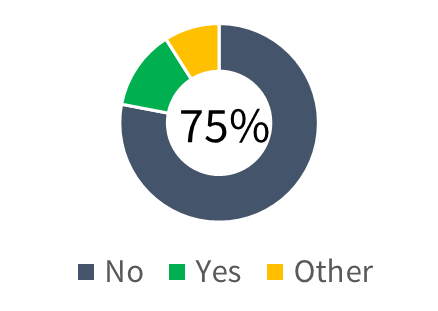 75%
No Yes Other